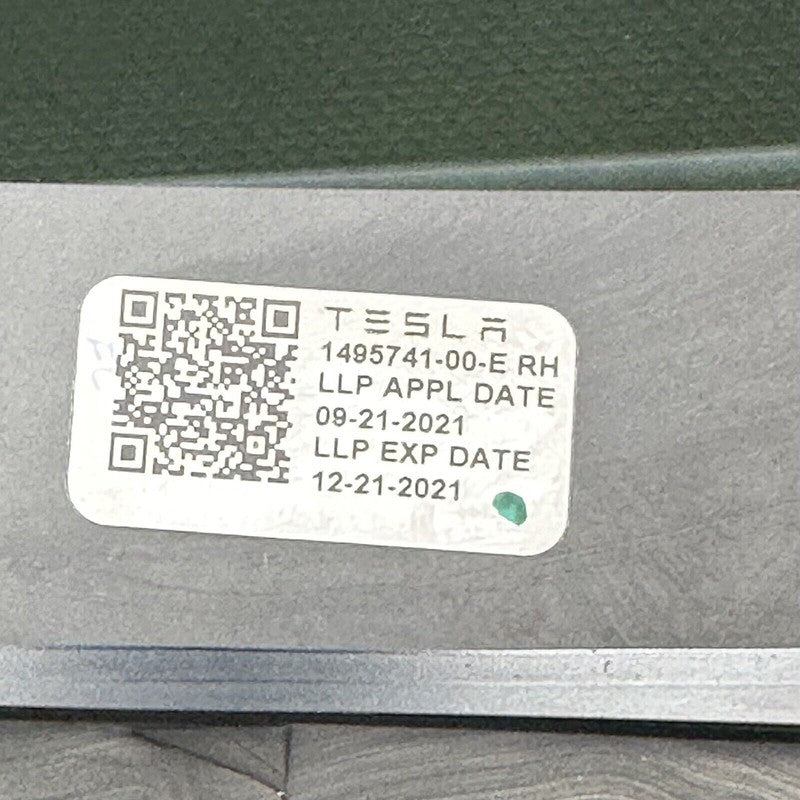 TESLA
1495741-00-E RH
LLP APPL DATE
09-21-2021
LLP EXP DATE
12-21-2021